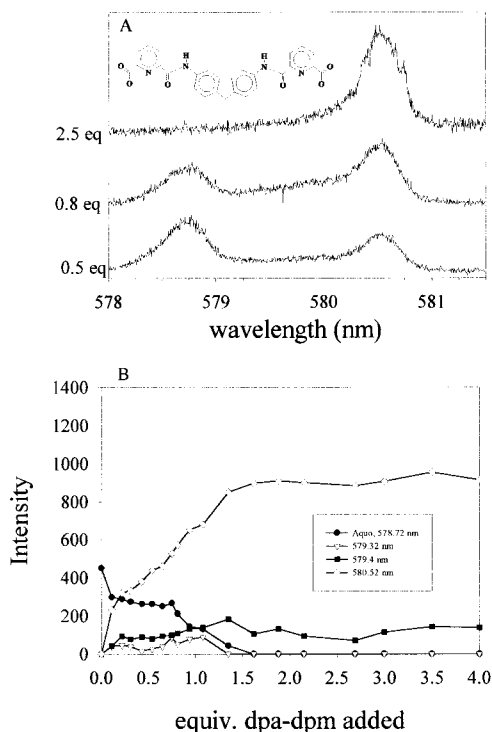 A
H H
N N
O O
O N O O N O
2.5 eq
0.8 eq
0.5 eq
578 579 580 581
wavelength (nm)
B
1400
1200
1000
800
600
400
200
0
Intensity
Aquo, 578.72 nm
579.32 nm
579.4 nm
580.52 nm
0.0 0.5 1.0 1.5 2.0 2.5 3.0 3.5 4.0
equiv. dpa-dpm added